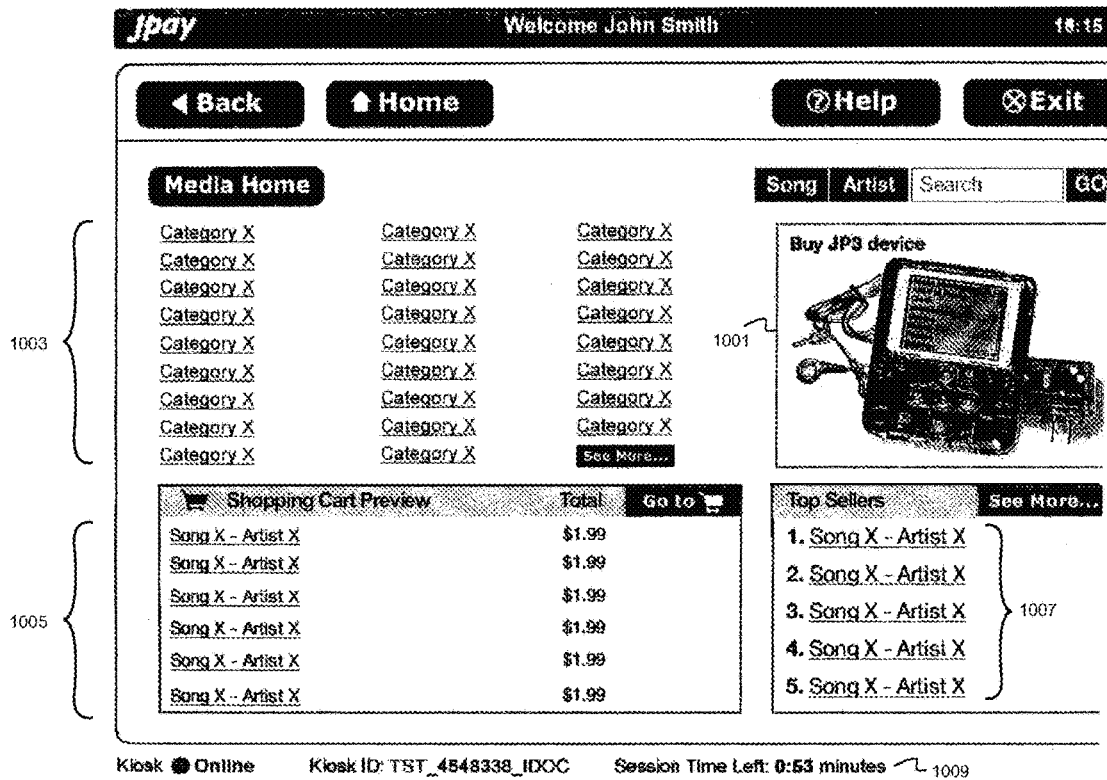 Jpay Welcome John Smith 16:15
Back Home Help Exit
Media Home Song Artist Search GO
Category X Category X Category X
Category X Category X Category X
Category X Category X Category X
Category X Category X Category X
Category X Category X Category X
Category X Category X Category X
Category X Category X Category X
Category X Category X Category X
Category X Category X See More...
1003
Buy JP3 device
1001
Shopping Cart Preview Total Go to
Song X - Artist X $1.99
Song X - Artist X $1.99
Song X - Artist X $1.99
Song X - Artist X $1.99
Song X - Artist X $1.99
Song X - Artist X $1.99
1005
Top Sellers See More...
1. Song X - Artist X
2. Song X - Artist X
3. Song X - Artist X
4. Song X - Artist X
5. Song X - Artist X
1007
Kiosk Online Kiosk ID: TST_4548338_IDOC Session Time Left: 0:53 minutes 1009